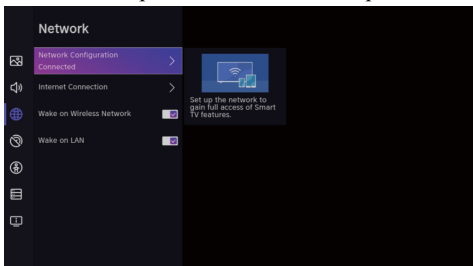 Network
Network Configuration
Connected
Internet Connection
Wake on Wireless Network
Wake on LAN
Set up the network to
gain full access of Smart
TV features.